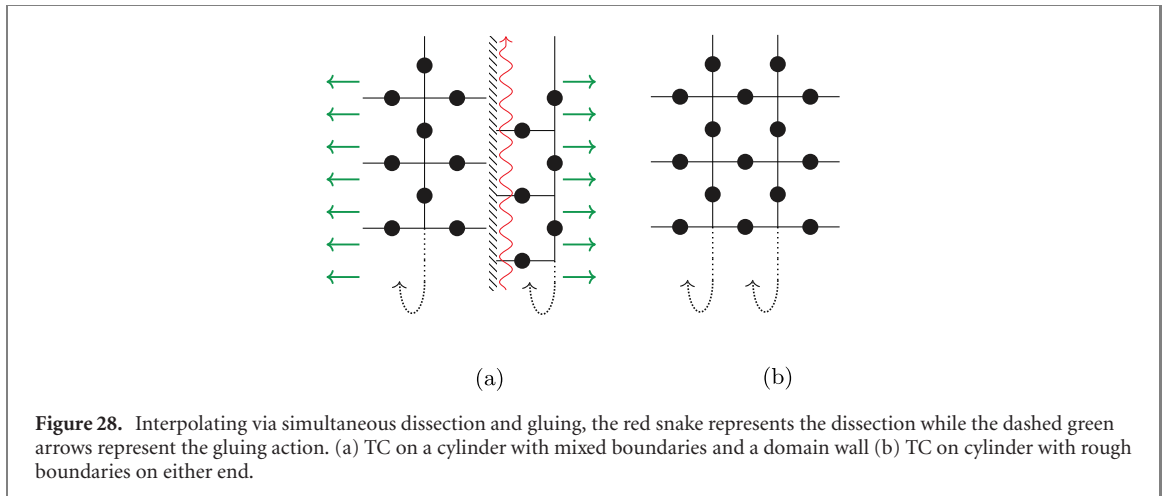 (a)
(b)
Figure 28. Interpolating via simultaneous dissection and gluing, the red snake represents the dissection while the dashed green
arrows represent the gluing action. (a) TC on a cylinder with mixed boundaries and a domain wall (b) TC on cylinder with rough
boundaries on either end.